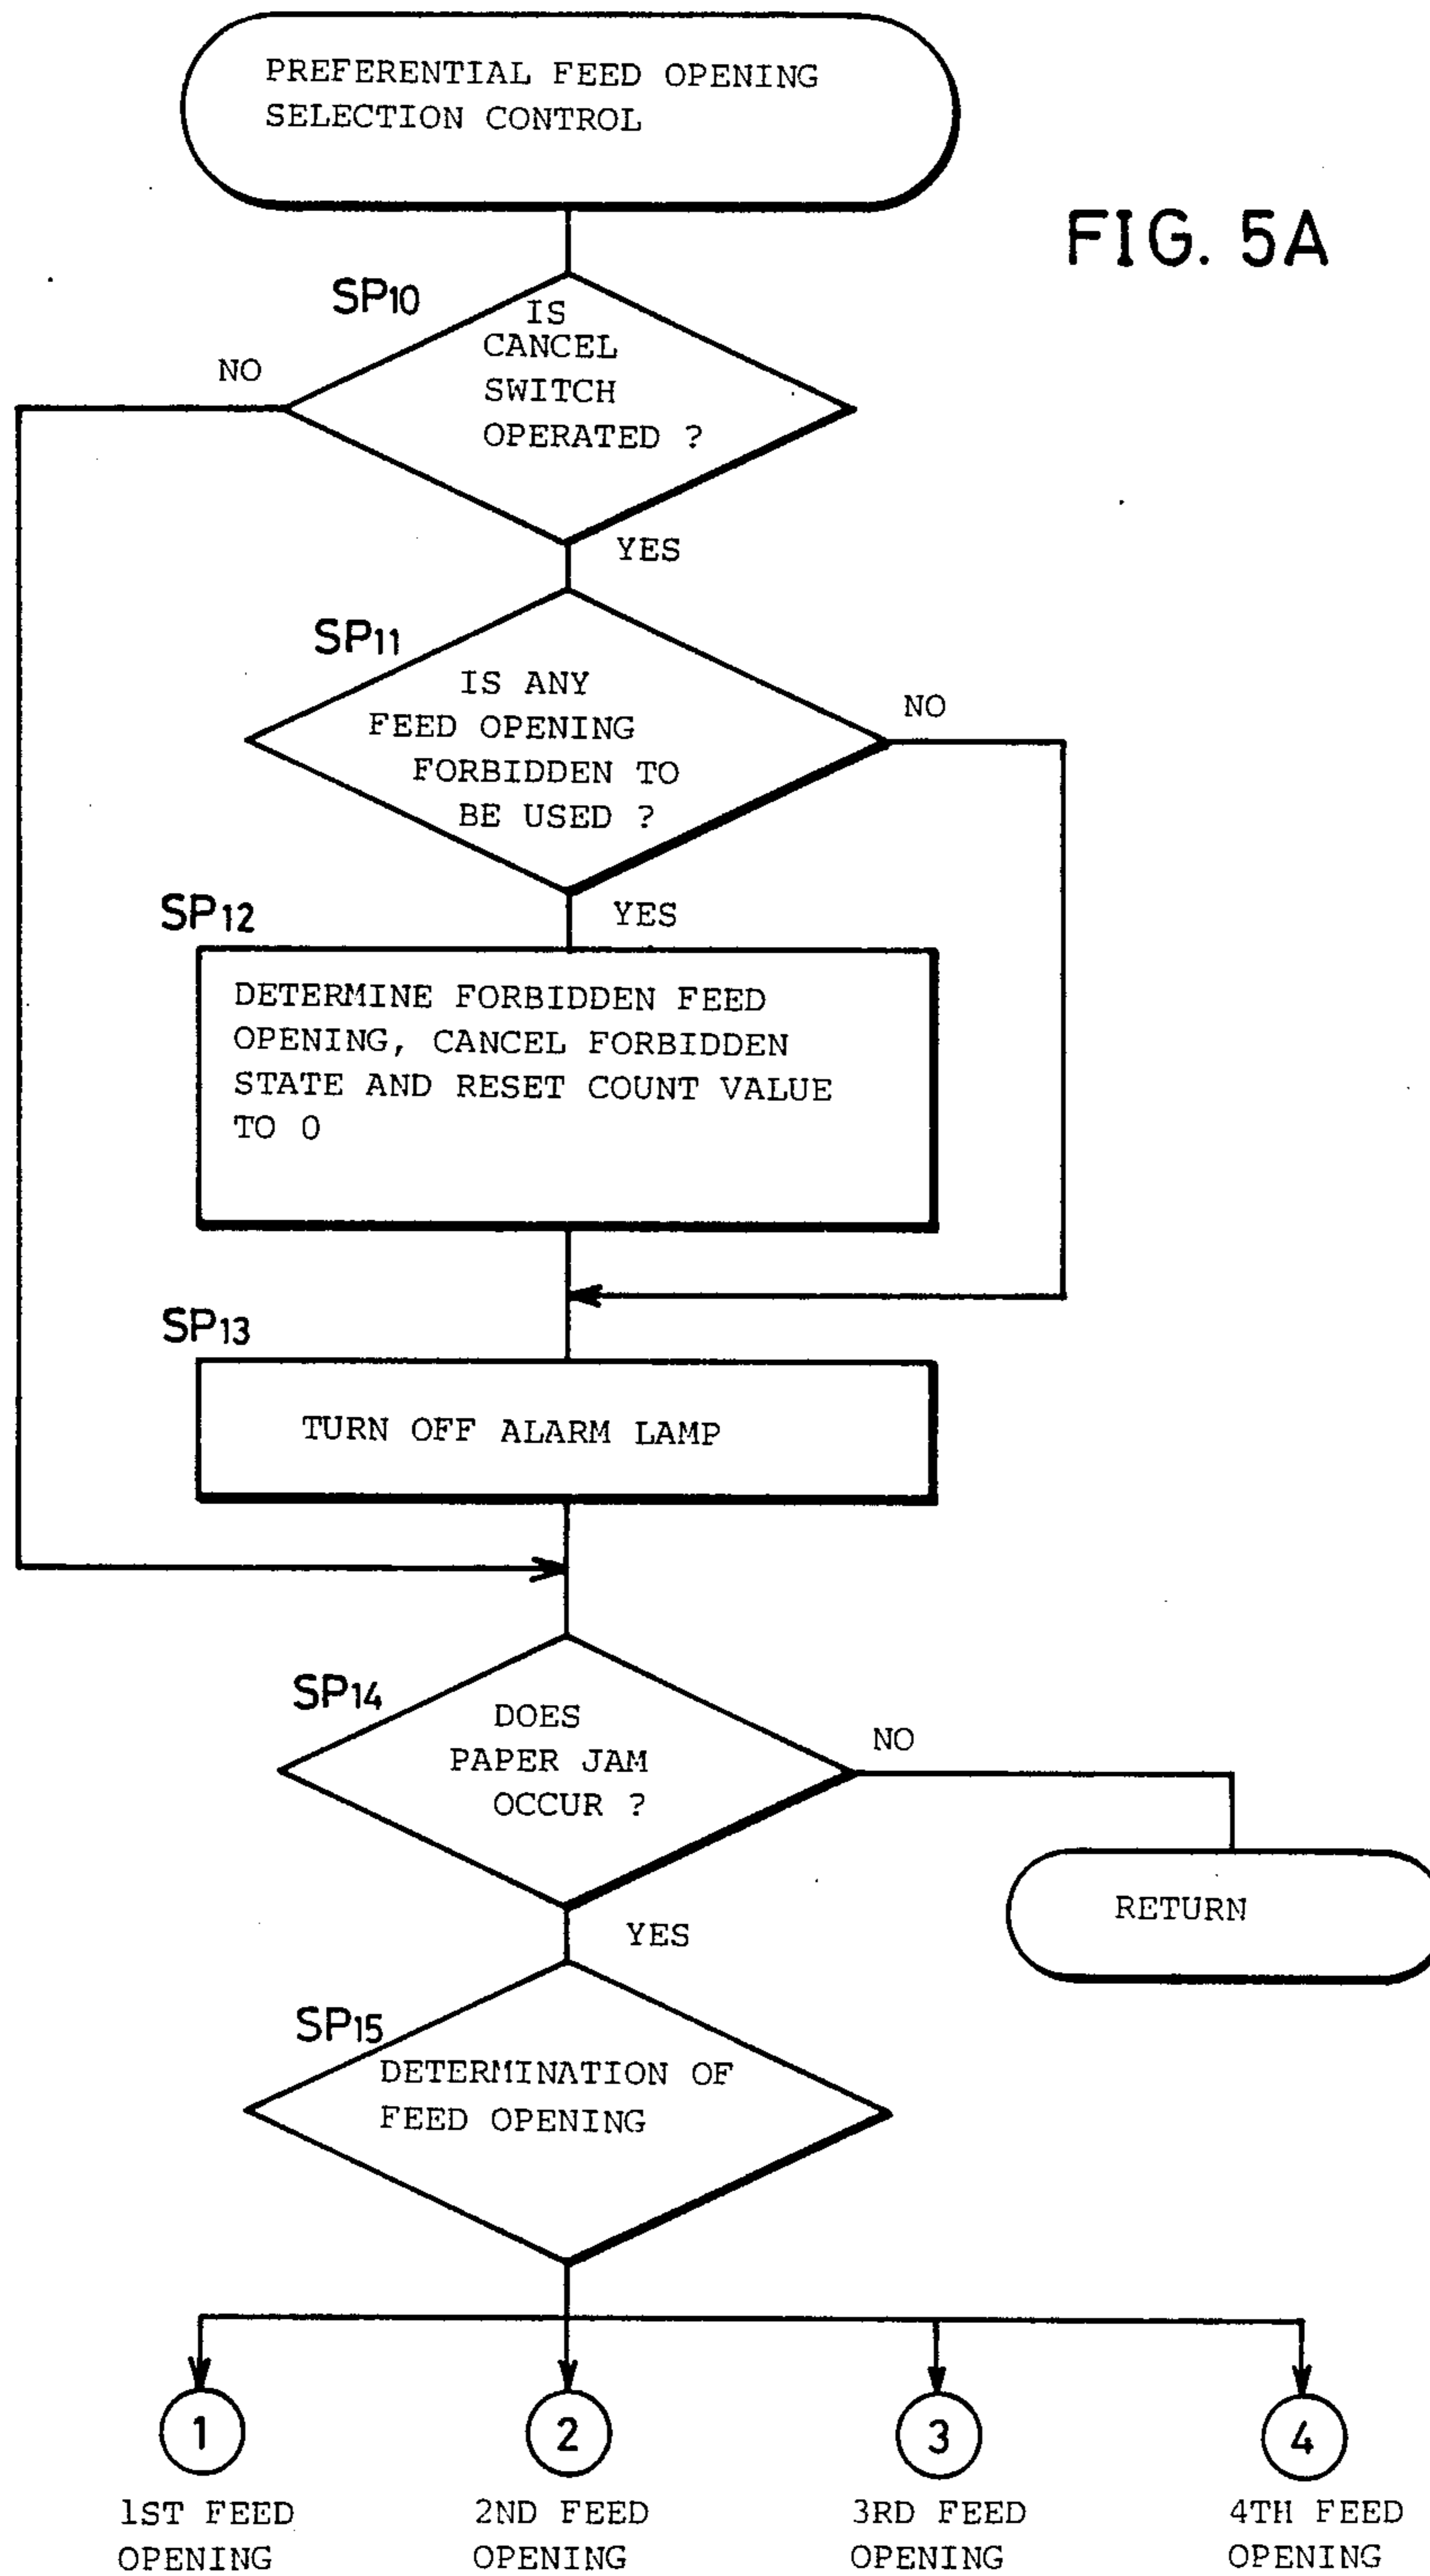 PREFERENTIAL FEED OPENING
SELECTION CONTROL
FIG. 5A
SP10
IS
CANCEL
SWITCH
OPERATED ?
NO
YES
SP11
IS ANY
FEED OPENING
FORBIDDEN TO
BE USED ?
NO
YES
SP12
DETERMINE FORBIDDEN FEED
OPENING, CANCEL FORBIDDEN
STATE AND RESET COUNT VALUE
TO 0
SP13
TURN OFF ALARM LAMP
SP14
DOES
PAPER JAM
OCCUR ?
NO
RETURN
YES
SP15
DETERMINATION OF
FEED OPENING
1
2
3
4
1ST FEED
OPENING
2ND FEED
OPENING
3RD FEED
OPENING
4TH FEED
OPENING